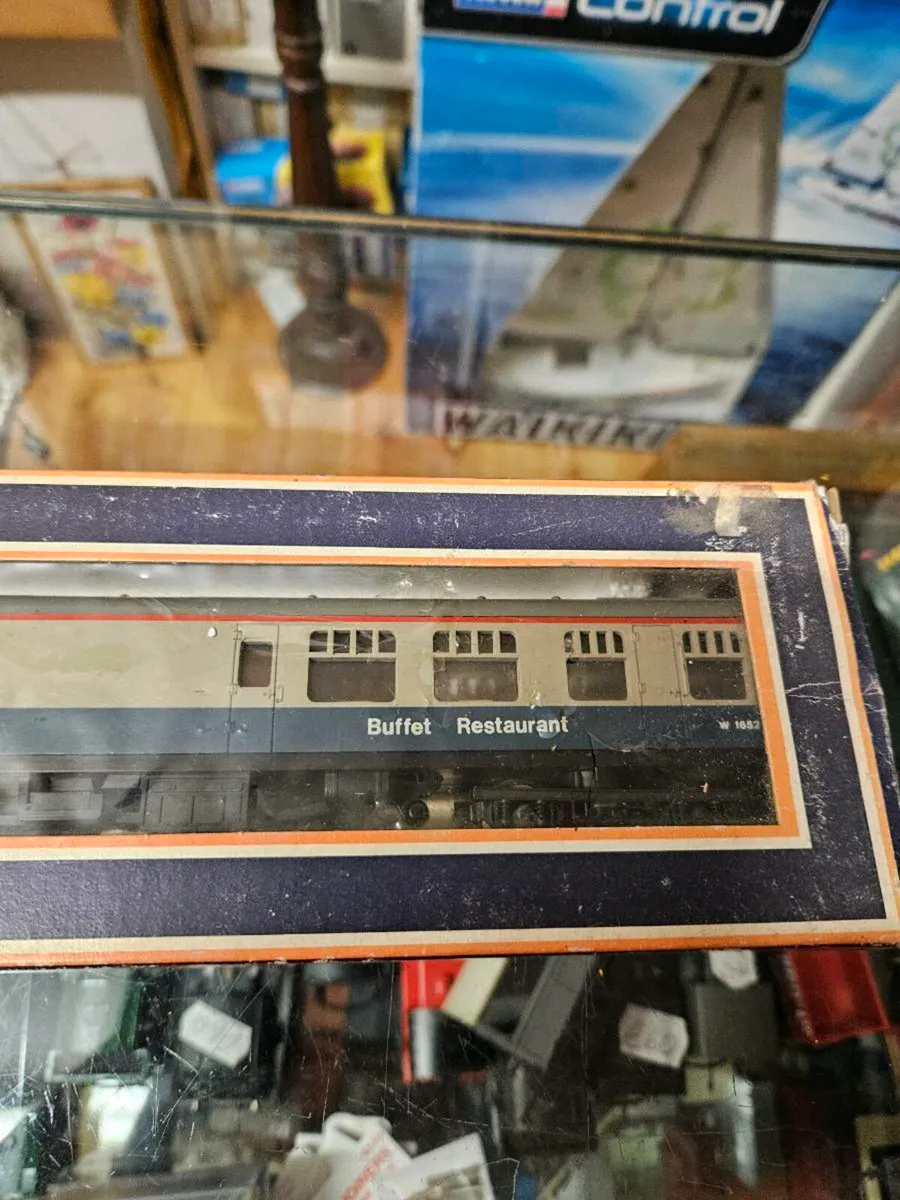 Control
WAIKIKI
Buffet Restaurant
W 1652